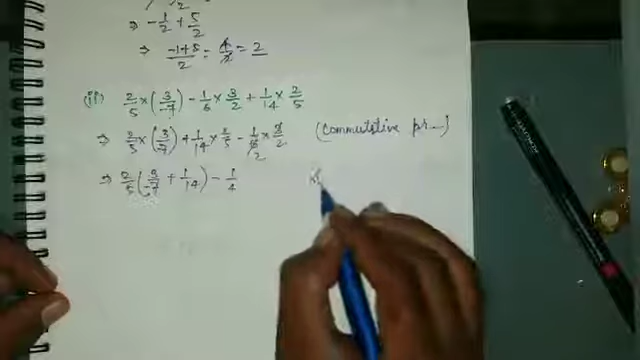 ⇒ -1/2 + 5/2
⇒ (-1+5)/2 = 4/2 = 2
(ii) 2/5 × (3/-7) - 1/6 × 3/2 + 1/14 × 2/5
⇒ 2/5 × (3/-7) + 1/14 × 2/5 - 1/6 × 3/2 (Commutative pr...)
2
⇒ 2/5 (3/-7 + 1/14) - 1/4